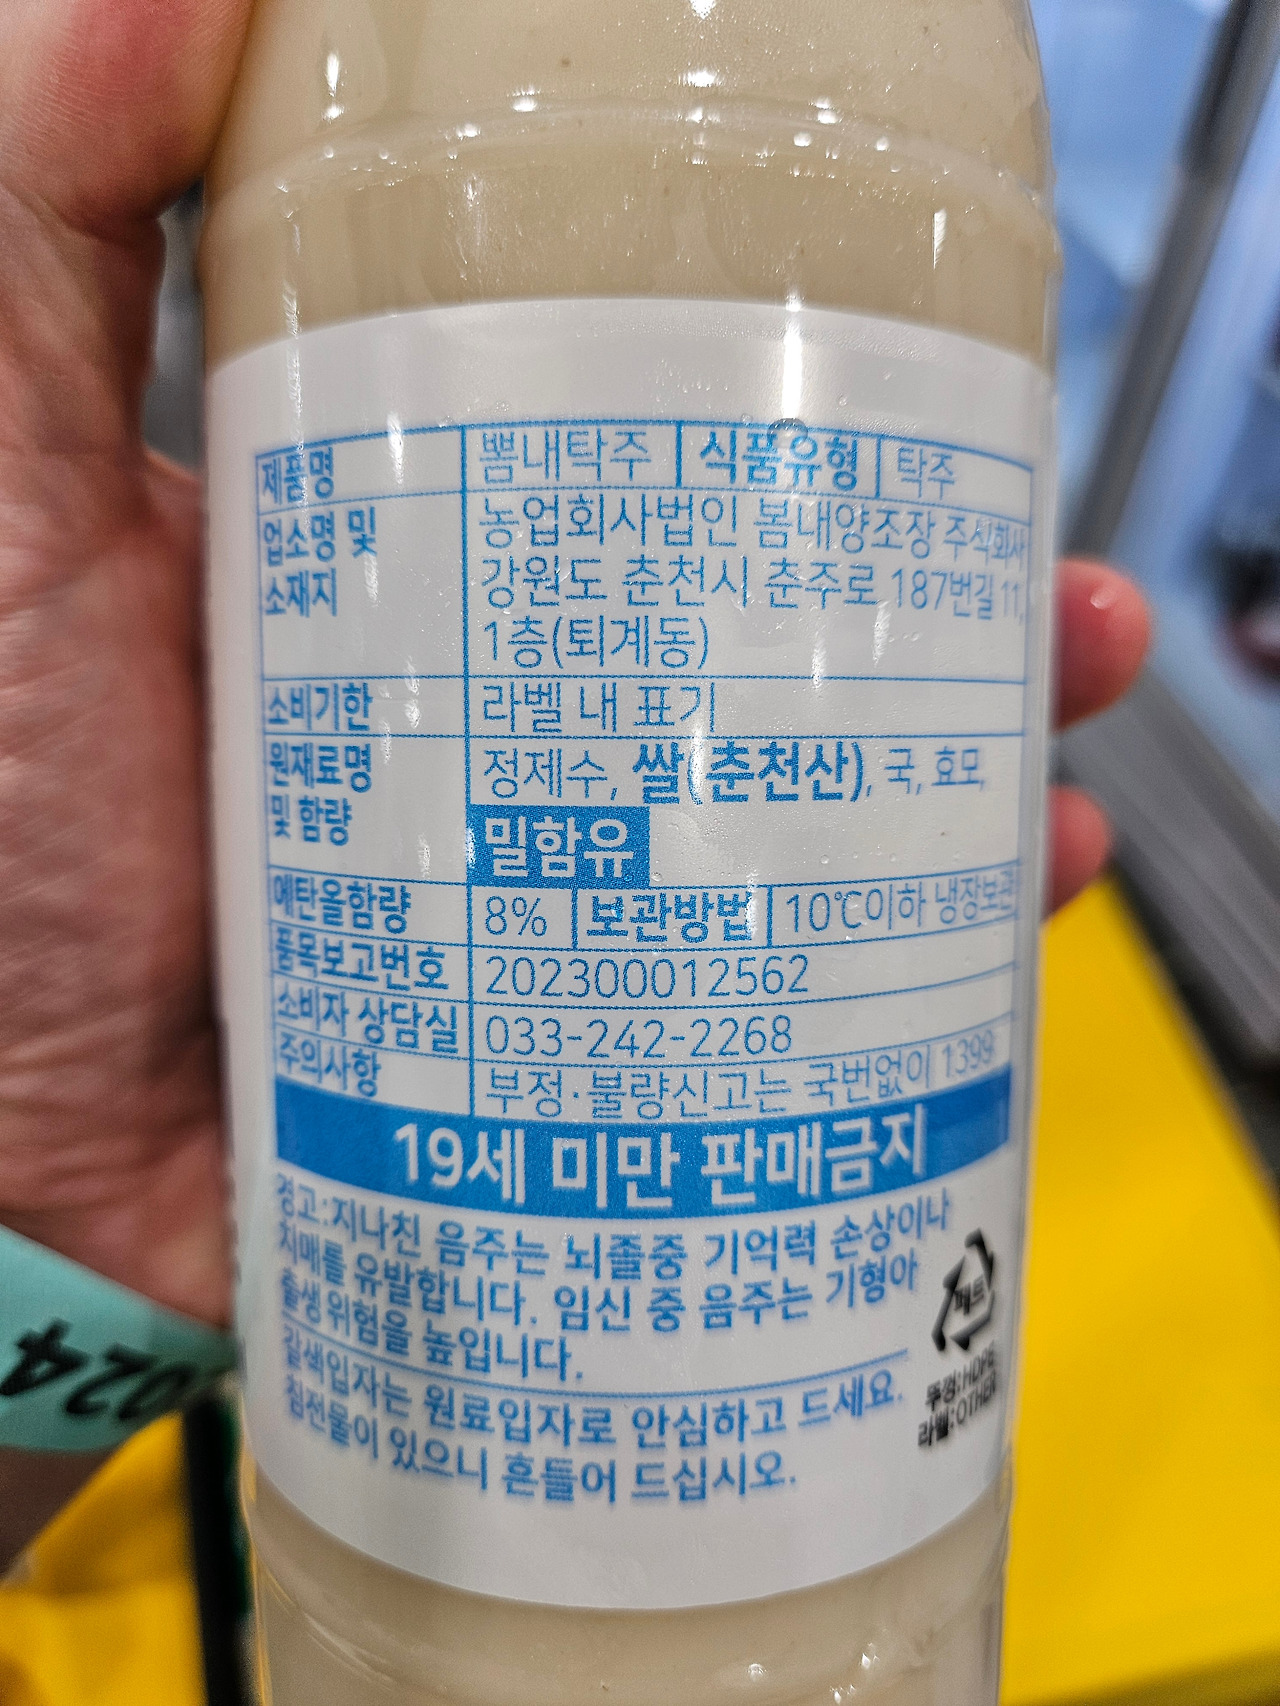 제품명 뽐내탁주 식품유형 탁주
업소명 및 농업회사법인 봄내양조장 주식회사
소재지 강원도 춘천시 춘주로 187번길 11,
1층(퇴계동)
소비기한 라벨 내 표기
원재료명 정제수, 쌀(춘천산), 국, 효모,
및 함량 밀함유
에탄올함량 8% 보관방법 10℃이하 냉장보관
품목보고번호 202300012562
소비자 상담실 033-242-2268
주의사항 부정·불량신고는 국번없이 1399
19세 미만 판매금지
경고:지나친 음주는 뇌졸중 기억력 손상이나
치매를 유발합니다. 임신 중 음주는 기형아
출생 위험을 높입니다.
갈색입자는 원료입자로 안심하고 드세요.
침전물이 있으니 흔들어 드십시오.
페트
뚜껑:HDPE
라벨:OTHER
2024